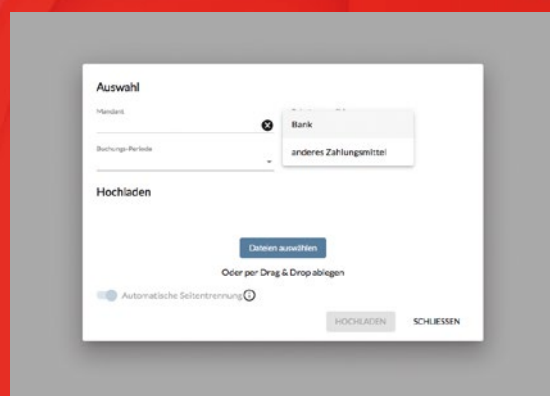 Auswahl
Mandant
Bank
Buchungs-Periode
anderes Zahlungsmittel
Hochladen
Dateien auswählen
Oder per Drag & Drop ablegen
Automatische Seitentrennung
HOCHLADEN SCHLIESSEN